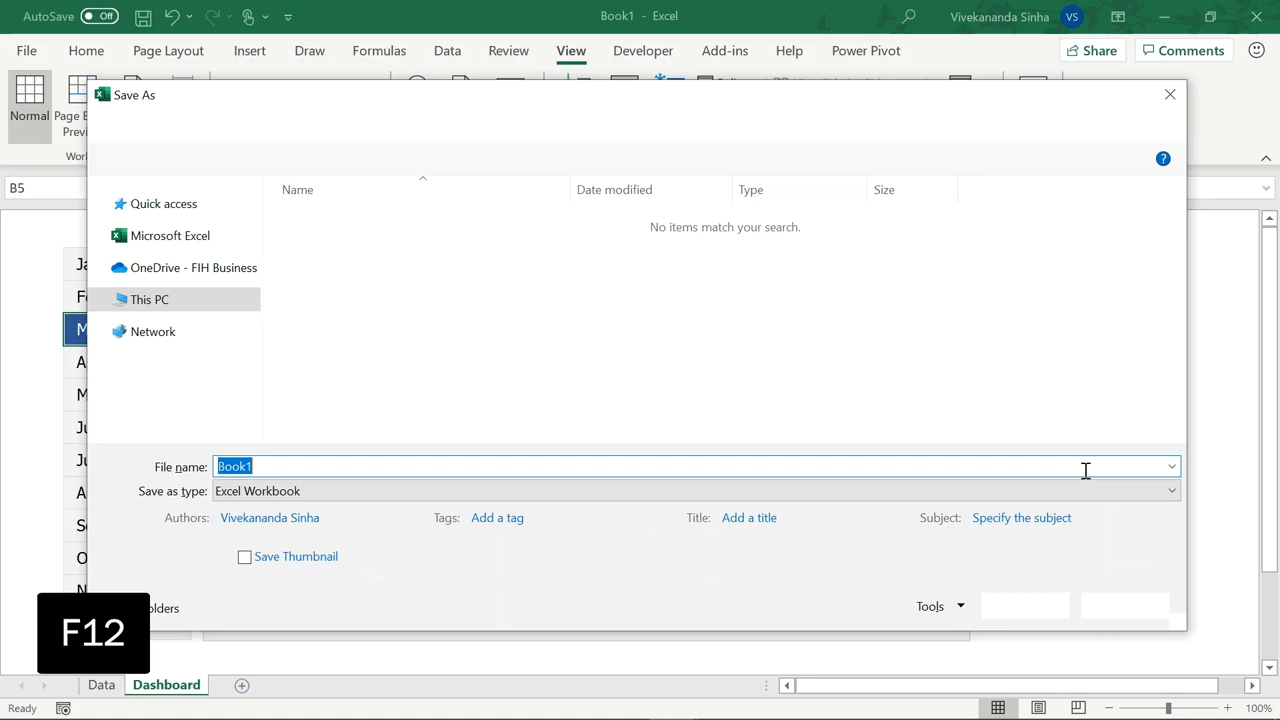 AutoSave Off Book1 - Excel Vivekananda Sinha VS
File Home Page Layout Insert Draw Formulas Data Review View Developer Add-ins Help Power Pivot Share Comments
Normal Page
Save As
?
B5
Name Date modified Type Size
No items match your search.
Quick access
Microsoft Excel
OneDrive - FIH Business
This PC
Network
File name: Book1
Save as type: Excel Workbook
Authors: Vivekananda Sinha Tags: Add a tag Title: Add a title Subject: Specify the subject
Save Thumbnail
Tools
F12
Data Dashboard
Ready 100%